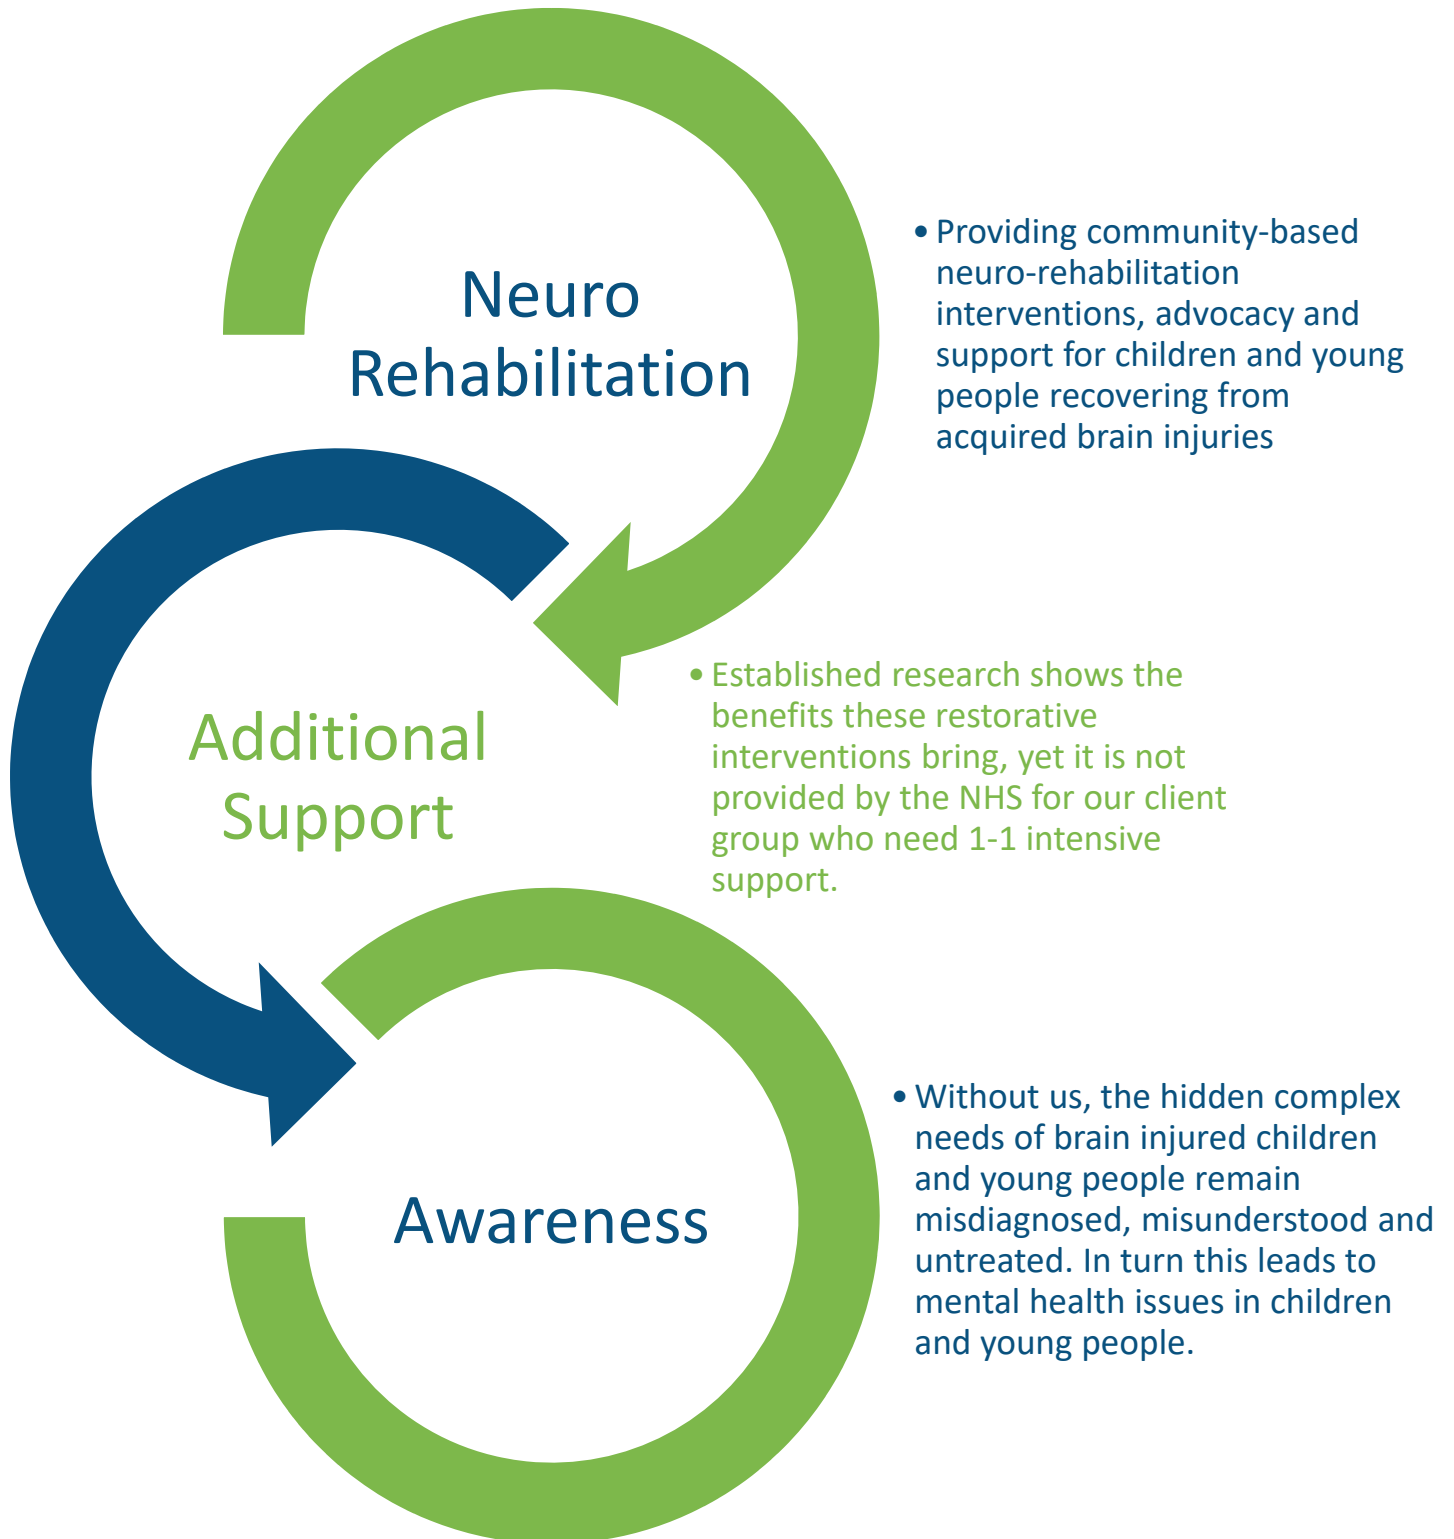 Neuro
Rehabilitation
• Providing community-based
neuro-rehabilitation
interventions, advocacy and
support for children and young
people recovering from
acquired brain injuries
Additional
Support
• Established research shows the
benefits these restorative
interventions bring, yet it is not
provided by the NHS for our client
group who need 1-1 intensive
support.
Awareness
• Without us, the hidden complex
needs of brain injured children
and young people remain
misdiagnosed, misunderstood and
untreated. In turn this leads to
mental health issues in children
and young people.